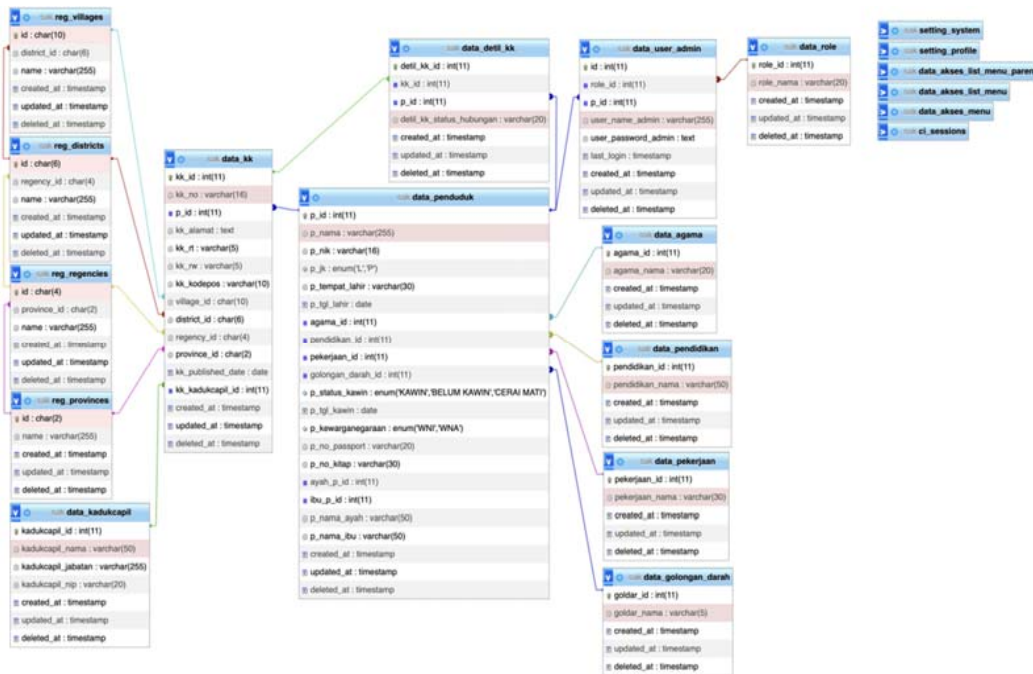 reg_villages
id : char(10)
district_id : char(6)
name : varchar(255)
created_at : timestamp
updated_at : timestamp
deleted_at : timestamp
reg_districts
id : char(6)
regency_id : char(4)
name : varchar(255)
created_at : timestamp
updated_at : timestamp
deleted_at : timestamp
reg_regencies
id : char(4)
province_id : char(2)
name : varchar(255)
created_at : timestamp
updated_at : timestamp
deleted_at : timestamp
reg_provinces
id : char(2)
name : varchar(255)
created_at : timestamp
updated_at : timestamp
deleted_at : timestamp
data_kadukcapil
kadukcapil_id : int(11)
kadukcapil_nama : varchar(50)
kadukcapil_jabatan : varchar(255)
kadukcapil_nip : varchar(20)
created_at : timestamp
updated_at : timestamp
deleted_at : timestamp
data_kk
kk_id : int(11)
kk_no : varchar(16)
p_id : int(11)
kk_alamat : text
kk_rt : varchar(5)
kk_rw : varchar(5)
kk_kodepos : varchar(10)
village_id : char(10)
district_id : char(6)
regency_id : char(4)
province_id : char(2)
kk_published_date : date
kk_kadukcapil_id : int(11)
created_at : timestamp
updated_at : timestamp
deleted_at : timestamp
data_detil_kk
detil_kk_id : int(11)
kk_id : int(11)
p_id : int(11)
detil_kk_status_hubungan : varchar(20)
created_at : timestamp
updated_at : timestamp
deleted_at : timestamp
data_penduduk
p_id : int(11)
p_nama : varchar(255)
p_nik : varchar(16)
p_jk : enum('L','P')
p_tempat_lahir : varchar(30)
p_tgl_lahir : date
agama_id : int(11)
pendidikan_id : int(11)
pekerjaan_id : int(11)
golongan_darah_id : int(11)
p_status_kawin : enum('KAWIN','BELUM KAWIN','CERAI MATI')
p_tgl_kawin : date
p_kewarganegaraan : enum('WNI','WNA')
p_no_passport : varchar(20)
p_no_kitap : varchar(30)
ayah_p_id : int(11)
ibu_p_id : int(11)
p_nama_ayah : varchar(50)
p_nama_ibu : varchar(50)
created_at : timestamp
updated_at : timestamp
deleted_at : timestamp
data_user_admin
id : int(11)
role_id : int(11)
p_id : int(11)
user_name_admin : varchar(255)
user_password_admin : text
last_login : timestamp
created_at : timestamp
updated_at : timestamp
deleted_at : timestamp
data_role
role_id : int(11)
role_nama : varchar(20)
created_at : timestamp
updated_at : timestamp
deleted_at : timestamp
data_agama
agama_id : int(11)
agama_nama : varchar(20)
created_at : timestamp
updated_at : timestamp
deleted_at : timestamp
data_pendidikan
pendidikan_id : int(11)
pendidikan_nama : varchar(50)
created_at : timestamp
updated_at : timestamp
deleted_at : timestamp
data_pekerjaan
pekerjaan_id : int(11)
pekerjaan_nama : varchar(30)
created_at : timestamp
updated_at : timestamp
deleted_at : timestamp
data_golongan_darah
goldar_id : int(11)
goldar_nama : varchar(5)
created_at : timestamp
updated_at : timestamp
deleted_at : timestamp
setting_system
setting_profile
data_akses_list_menu_paren
data_akses_list_menu
data_akses_menu
ci_sessions